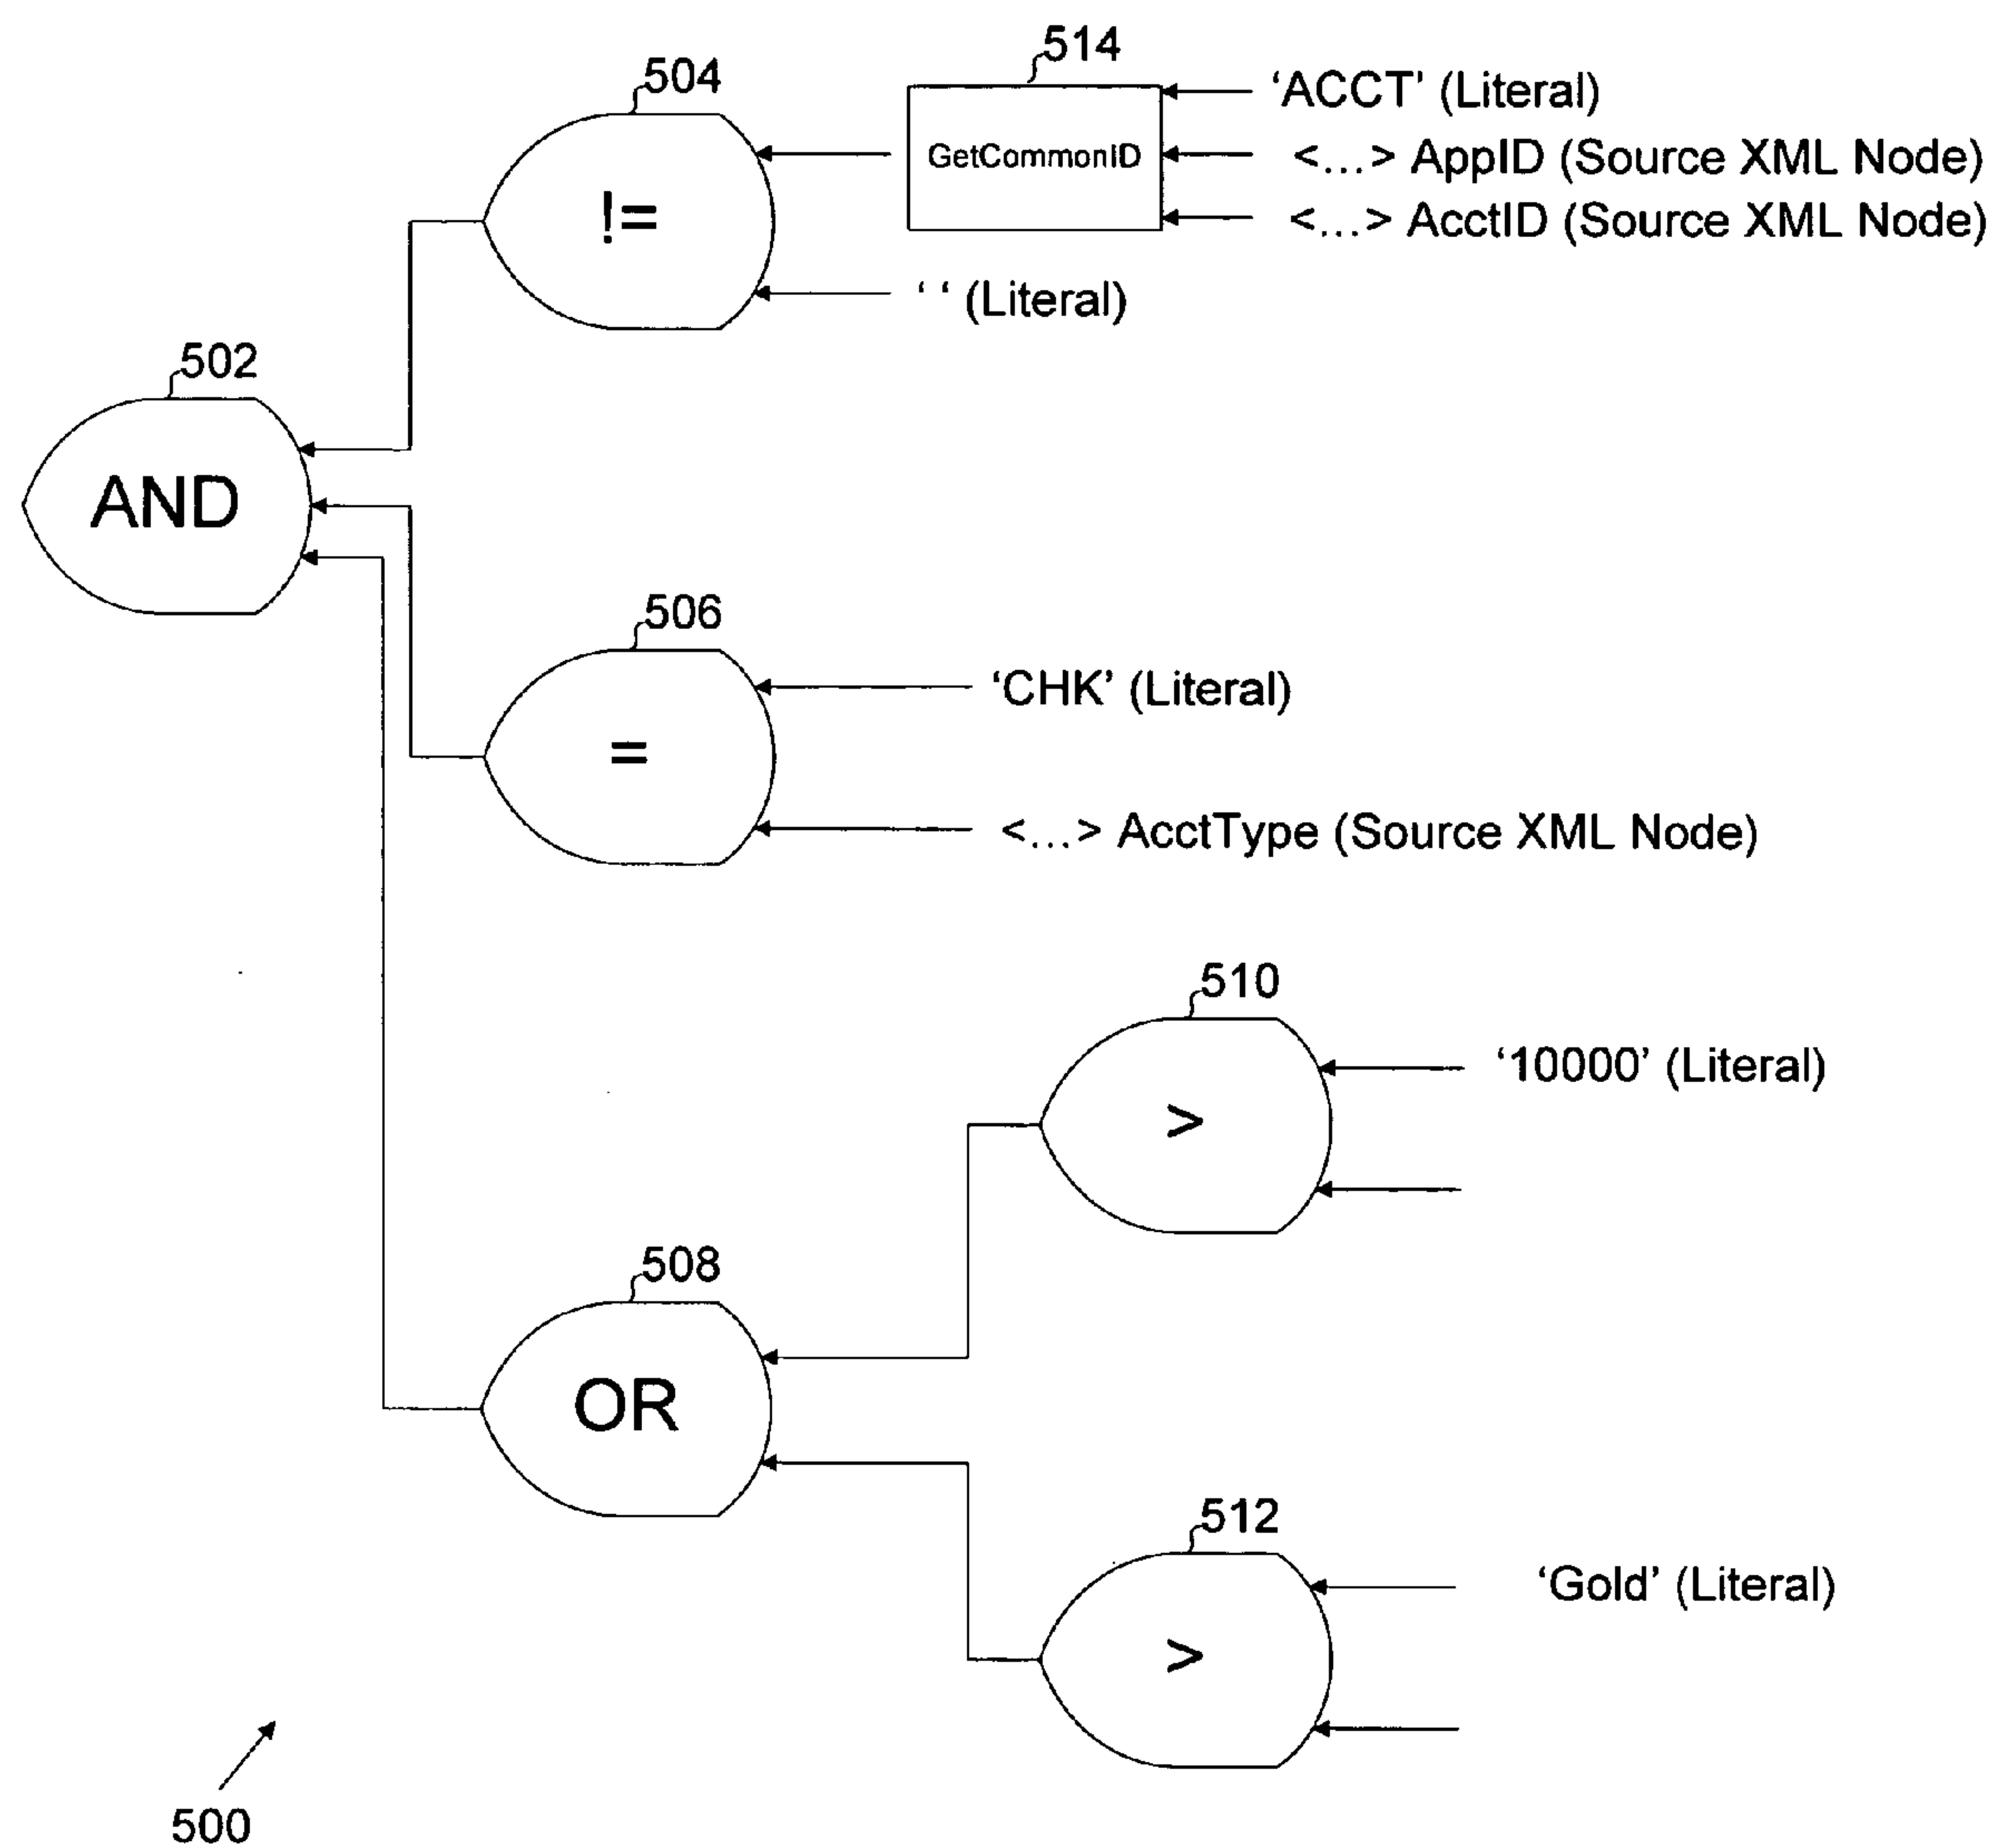 514
504
'ACCT' (Literal)
GetCommonID
<...> AppID (Source XML Node)
!=
<...> AcctID (Source XML Node)
' ' (Literal)
502
AND
506
'CHK' (Literal)
=
<...> AcctType (Source XML Node)
510
'10000' (Literal)
>
508
OR
512
'Gold' (Literal)
>
500